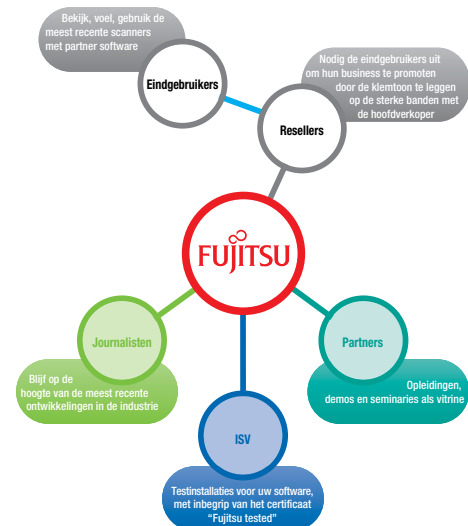 Bekijk, voel, gebruik de
meest recente scanners
met partner software
Eindgebruikers
Nodig de eindgebruikers uit
om hun business te promoten
door de klemtoon te leggen
op de sterke banden met
de hoofdverkoper
Resellers
FUJITSU
Journalisten
Blijf op de
hoogte van de meest recente
ontwikkelingen in de industrie
Partners
Opleidingen,
demos en seminaries als vitrine
ISV
Testinstallaties voor uw software,
met inbegrip van het certificaat
“Fujitsu tested”